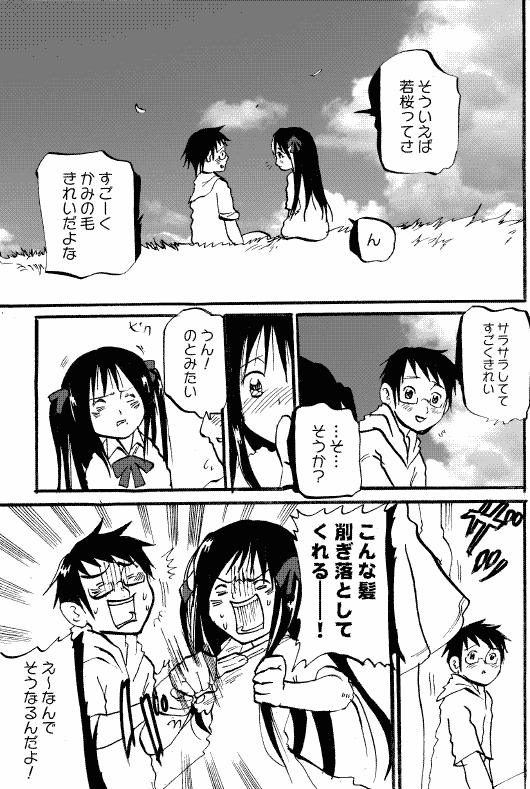 そういえば
若桜ってさ
ん
すごーく
かみの毛
きれいだよな
サラサラしてて
すごくきれい
…そ…
そうか?
うん!
のとみたい
ピク
こんな髪
削ぎ落として
くれる――!
え〜なんで
そうなるんだよ!